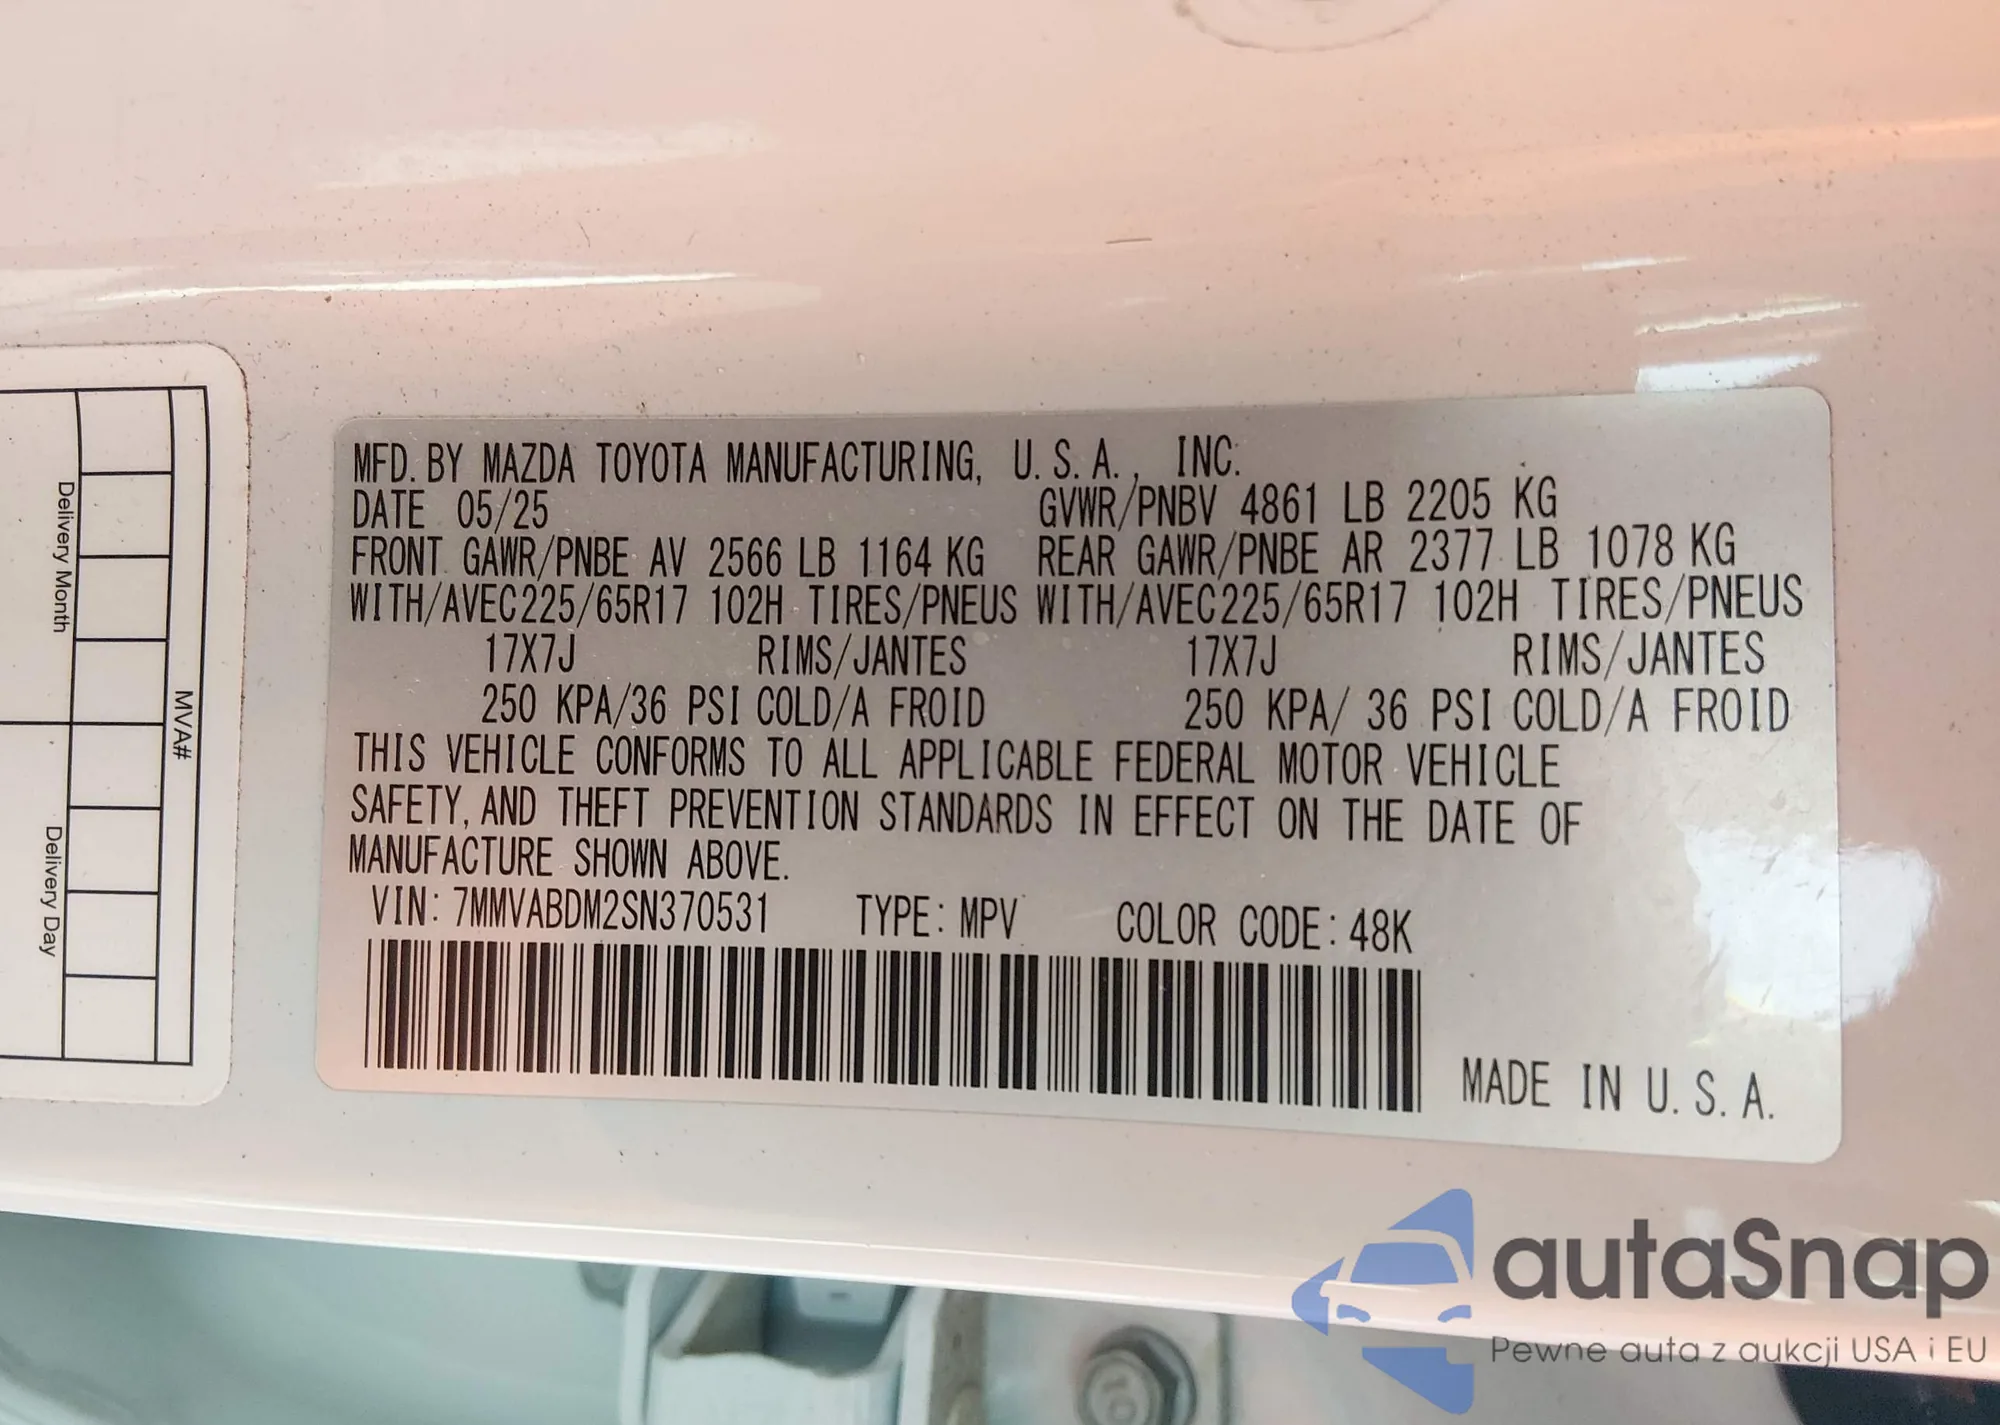 MFD. BY MAZDA TOYOTA MANUFACTURING, U.S.A., INC.
DATE 05/25 GVWR/PNBV 4861 LB 2205 KG
FRONT GAWR/PNBE AV 2566 LB 1164 KG REAR GAWR/PNBE AR 2377 LB 1078 KG
WITH/AVEC225/65R17 102H TIRES/PNEUS WITH/AVEC225/65R17 102H TIRES/PNEUS
17X7J RIMS/JANTES 17X7J RIMS/JANTES
250 KPA/36 PSI COLD/A FROID 250 KPA/ 36 PSI COLD/A FROID
THIS VEHICLE CONFORMS TO ALL APPLICABLE FEDERAL MOTOR VEHICLE
SAFETY, AND THEFT PREVENTION STANDARDS IN EFFECT ON THE DATE OF
MANUFACTURE SHOWN ABOVE.
VIN: 7MMVABDM2SN370531 TYPE: MPV COLOR CODE: 48K
MADE IN U.S.A.
MVA#
Delivery Month
Delivery Day
autaSnap
Pewne auta z aukcji USA i EU